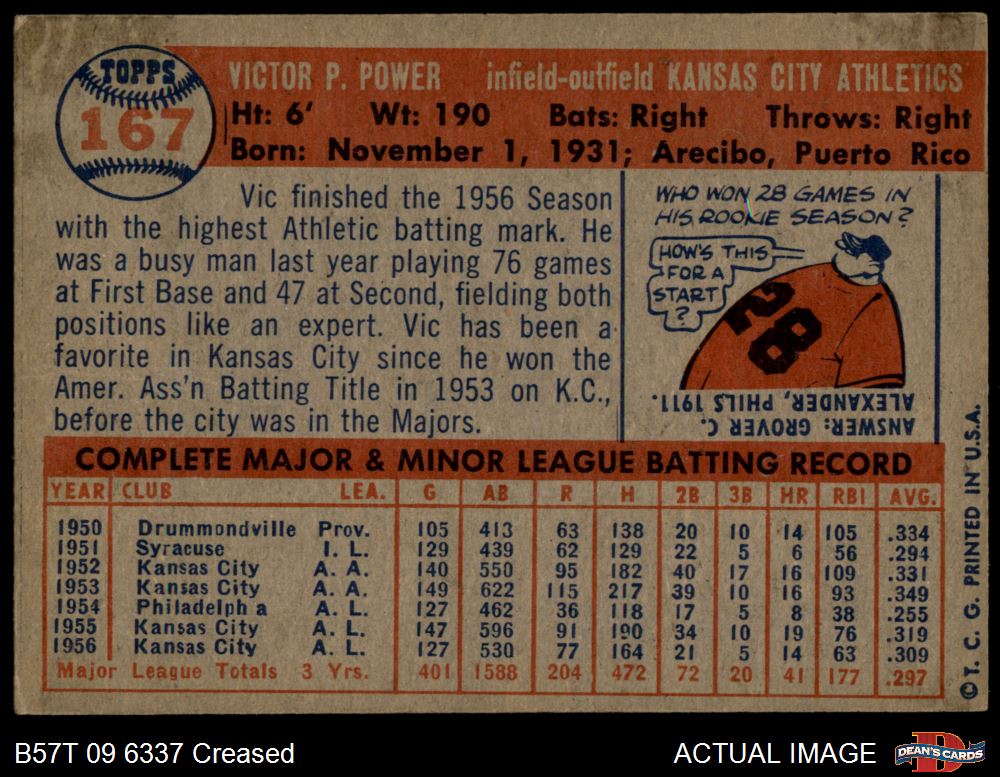 TOPPS
167
VICTOR P. POWER infield-outfield KANSAS CITY ATHLETICS
Ht: 6' Wt: 190 Bats: Right Throws: Right
Born: November 1, 1931; Arecibo, Puerto Rico
Vic finished the 1956 Season
with the highest Athletic batting mark. He
was a busy man last year playing 76 games
at First Base and 47 at Second, fielding both
positions like an expert. Vic has been a
favorite in Kansas City since he won the
Amer. Ass'n Batting Title in 1953 on K.C.,
before the city was in the Majors.
WHO WON 28 GAMES IN
HIS ROOKIE SEASON?
HOW'S THIS
FOR A
START
?
28
ANSWER: GROVER C.
ALEXANDER, PHILS 1911.
COMPLETE MAJOR & MINOR LEAGUE BATTING RECORD
YEAR CLUB LEA. G AB R H 2B 3B HR RBI AVG.
1950 Drummondville Prov. 105 413 63 138 20 10 14 105 .334
1951 Syracuse I. L. 129 439 62 129 22 5 6 56 .294
1952 Kansas City A. A. 140 550 95 182 40 17 16 109 .331
1953 Kansas City A. A. 149 622 115 217 39 10 16 93 .349
1954 Philadelph a A. L. 127 462 36 118 17 5 8 38 .255
1955 Kansas City A. L. 147 596 91 190 34 10 19 76 .319
1956 Kansas City A. L. 127 530 77 164 21 5 14 63 .309
Major League Totals 3 Yrs. 401 1588 204 472 72 20 41 177 .297
© T. C. G. PRINTED IN U.S.A.
B57T 09 6337 Creased
ACTUAL IMAGE
D
DEAN'S CARDS